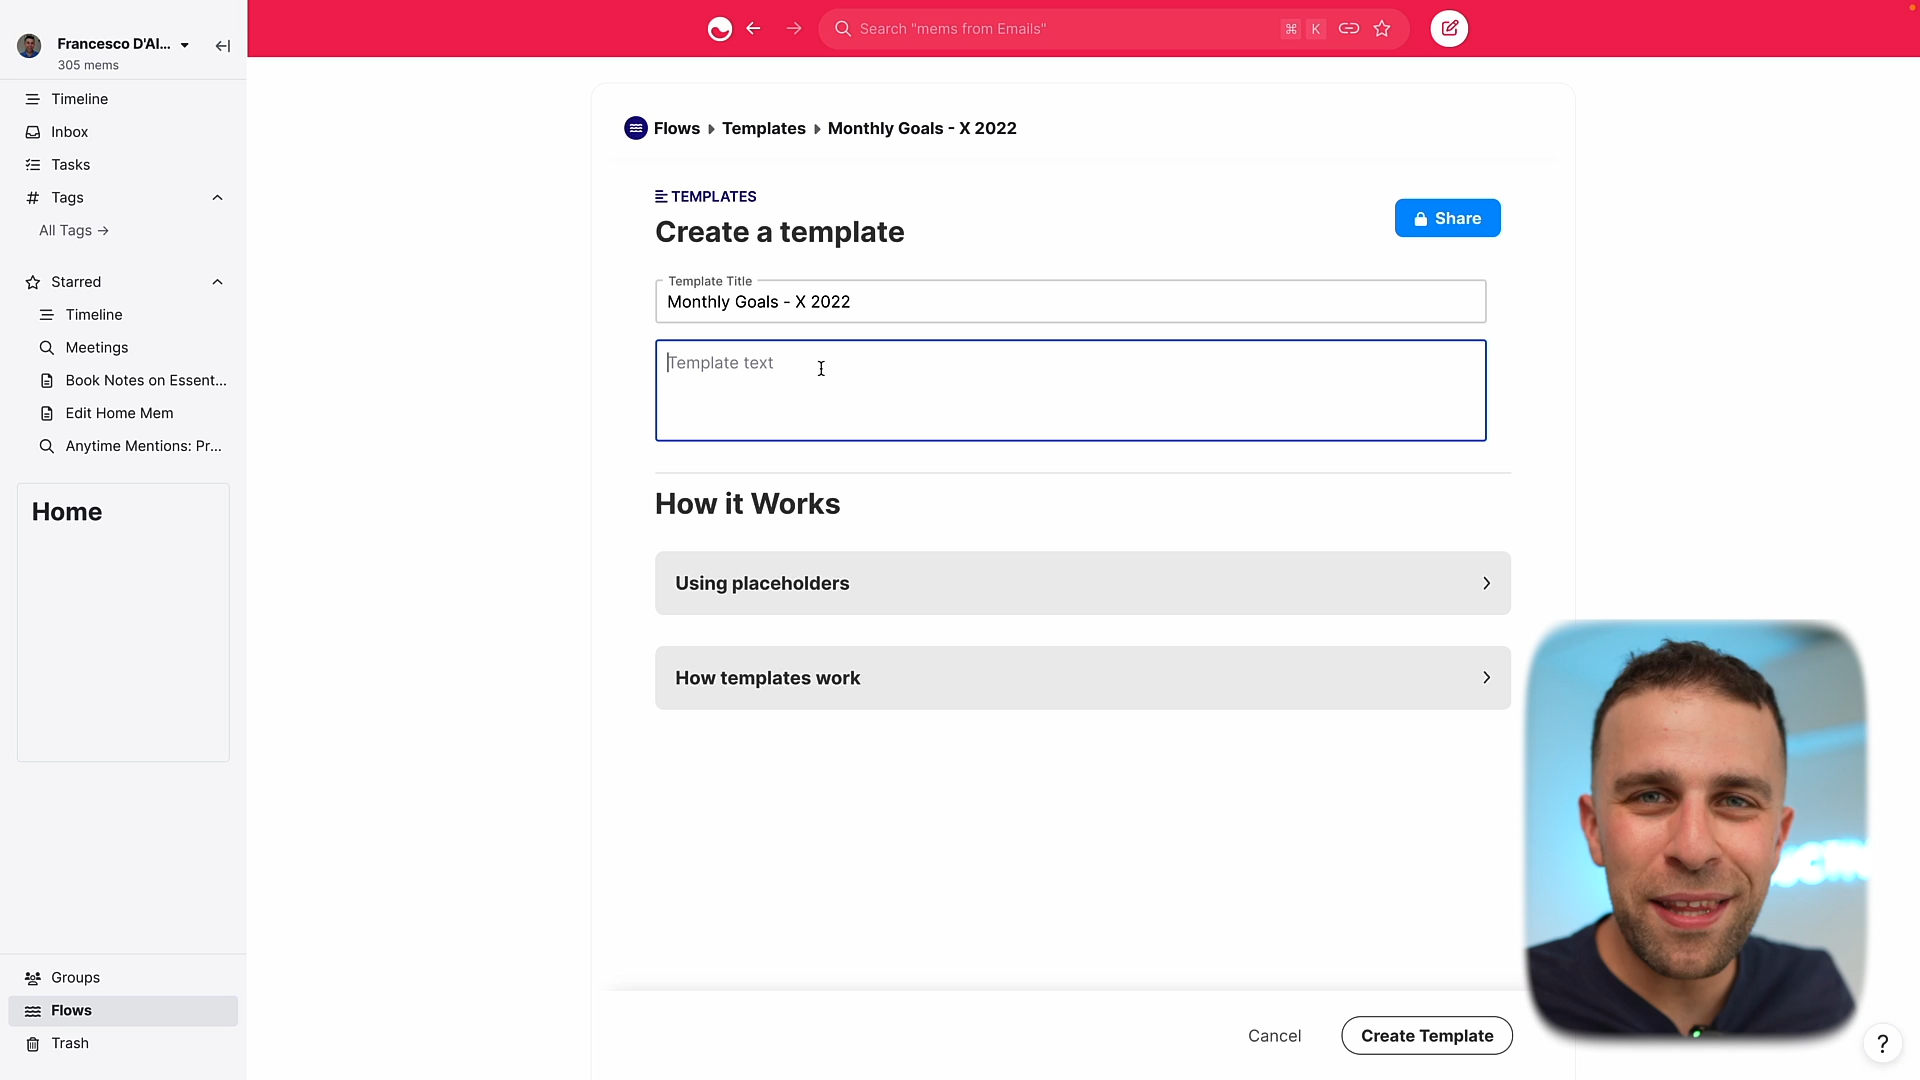 Francesco D'Al...
305 mems
Search "mems from Emails"
⌘ K
Timeline
Inbox
Tasks
Tags
All Tags →
Starred
Timeline
Meetings
Book Notes on Essent...
Edit Home Mem
Anytime Mentions: Pr...
Home
Groups
Flows
Trash
Flows Templates Monthly Goals - X 2022
TEMPLATES
Create a template
Share
Template Title
Monthly Goals - X 2022
Template text
How it Works
Using placeholders
How templates work
Cancel
Create Template
?